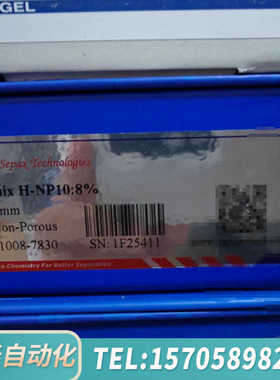 GEL
Sepax Technologies
ix H-NP10:8%
mm
on-Porous
1008-7830
SN: 1F25411
Chemistry For Better Separation
自动化
TEL:157058982